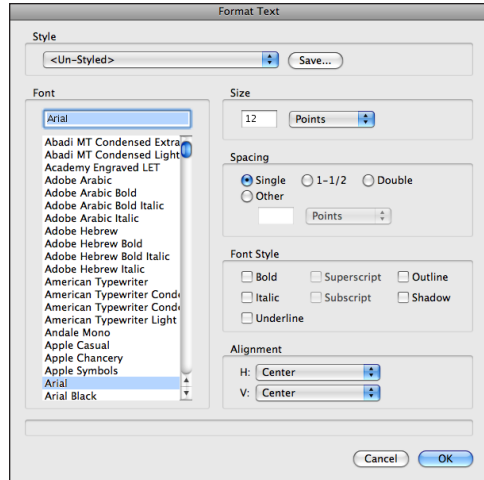 Format Text
Style
<Un-Styled>
Save...
Font
Arial
Abadi MT Condensed Extra
Abadi MT Condensed Light
Academy Engraved LET
Adobe Arabic
Adobe Arabic Bold
Adobe Arabic Bold Italic
Adobe Arabic Italic
Adobe Hebrew
Adobe Hebrew Bold
Adobe Hebrew Bold Italic
Adobe Hebrew Italic
American Typewriter
American Typewriter Cond
American Typewriter Cond
American Typewriter Light
Andale Mono
Apple Casual
Apple Chancery
Apple Symbols
Arial
Arial Black
Size
12 Points
Spacing
Single 1-1/2 Double
Other
Points
Font Style
Bold Superscript Outline
Italic Subscript Shadow
Underline
Alignment
H: Center
V: Center
Cancel OK